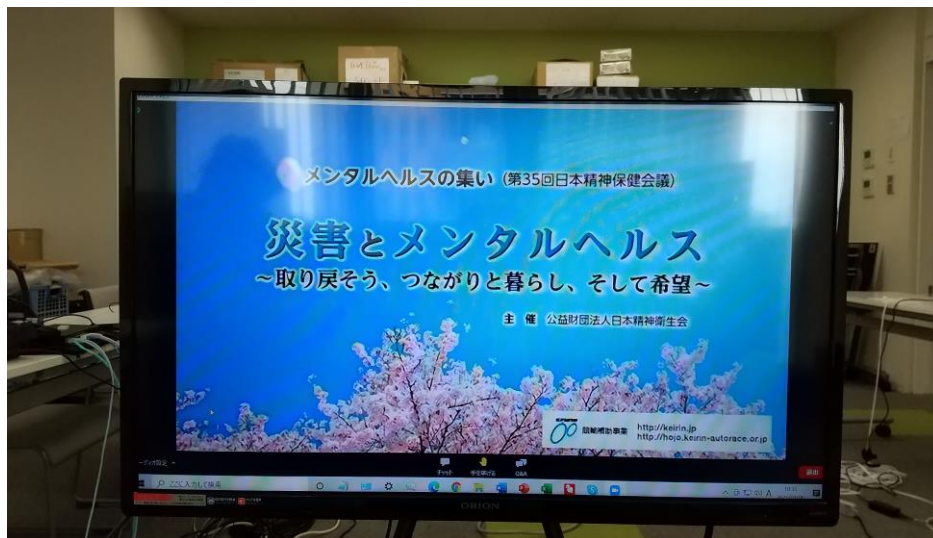 メンタルヘルスの集い（第35回日本精神保健会議）
災害とメンタルヘルス
～取り戻そう、つながりと暮らし、そして希望～
主 催 公益財団法人日本精神衛生会
競輪補助事業
http://keirin.jp
http://hojo.keirin-autorace.or.jp
チャット 手を挙げる Q&A
退出
ここに入力して検索
ORION